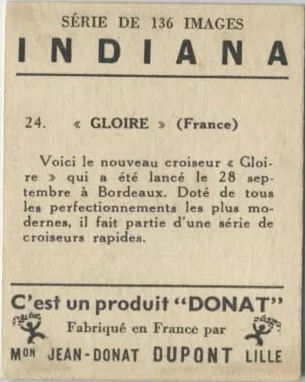 SÉRIE DE 136 IMAGES
INDIANA
24. « GLOIRE » (France)
Voici le nouveau croiseur « Gloi-
re » qui a été lancé le 28 sep-
tembre à Bordeaux. Doté de tous
les perfectionnements les plus mo-
dernes, il fait partie d'une série de
croiseurs rapides.
C'est un produit "DONAT"
Fabriqué en France par
MON JEAN-DONAT DUPONT LILLE